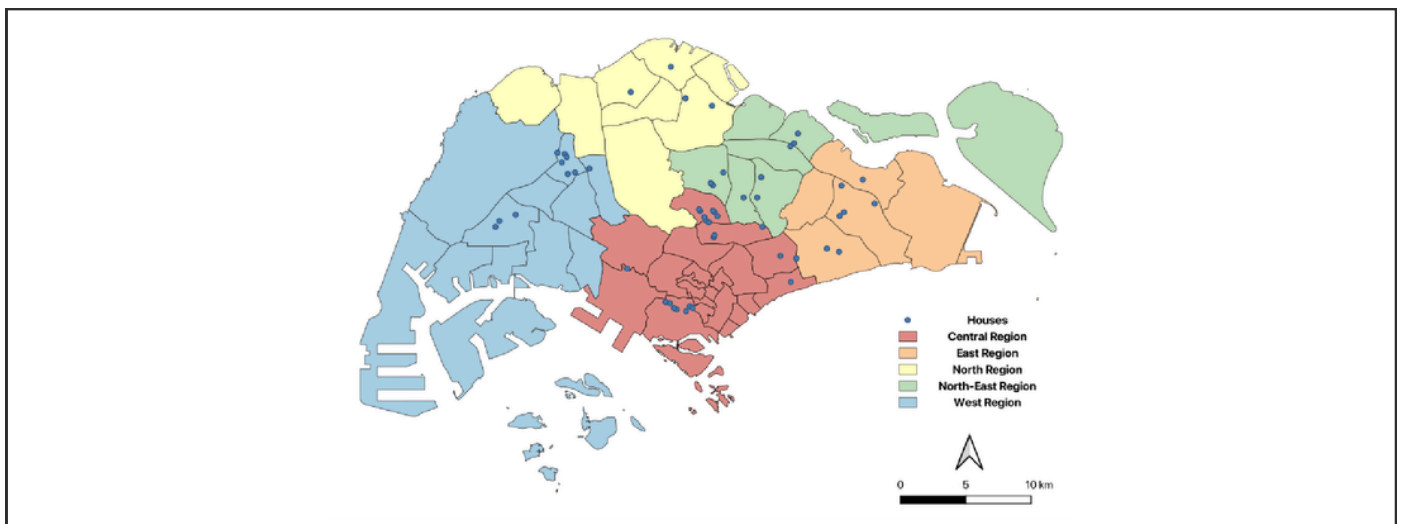 Houses
Central Region
East Region
North Region
North-East Region
West Region
0 5 10 km